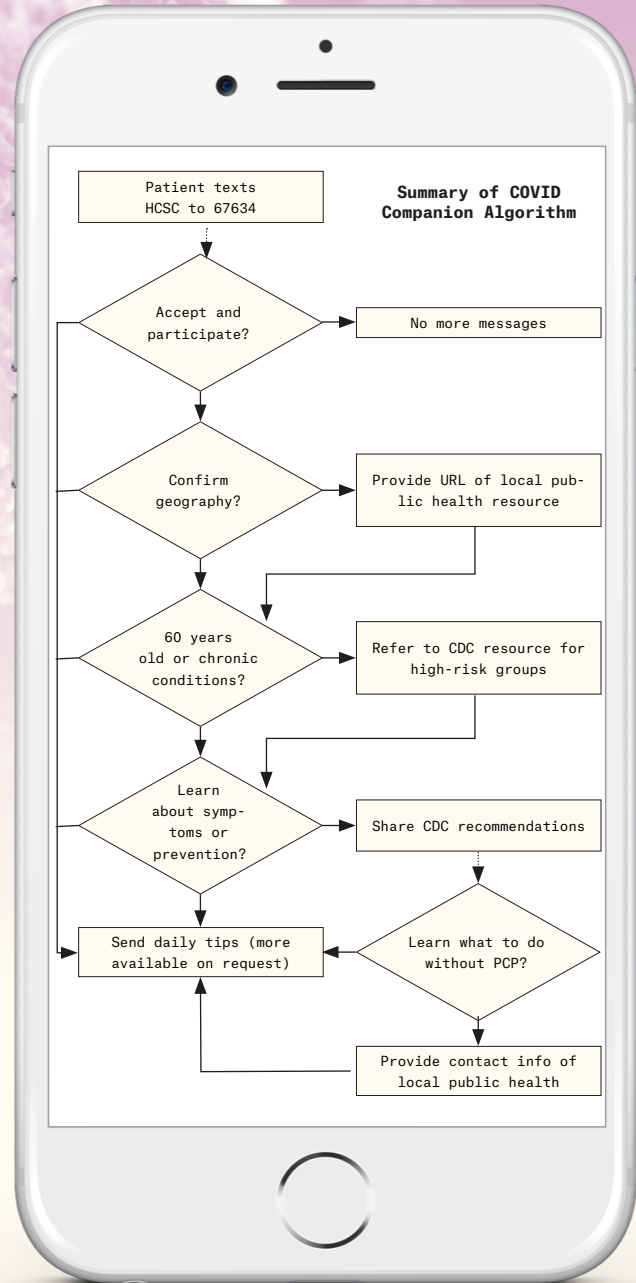 Patient texts
HCSC to 67634
Summary of COVID
Companion Algorithm
Accept and
participate?
No more messages
Confirm
geography?
Provide URL of local pub-
lic health resource
60 years
old or chronic
conditions?
Refer to CDC resource for
high-risk groups
Learn
about symp-
toms or
prevention?
Share CDC recommendations
Send daily tips (more
available on request)
Learn what to do
without PCP?
Provide contact info of
local public health